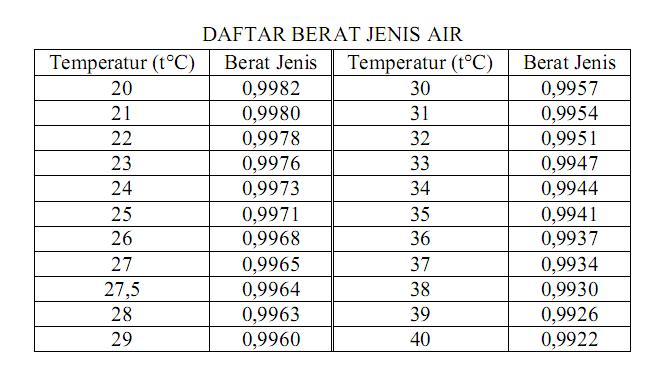 DAFTAR BERAT JENIS AIR
Temperatur (t°C) Berat Jenis Temperatur (t°C) Berat Jenis
20 0,9982 30 0,9957
21 0,9980 31 0,9954
22 0,9978 32 0,9951
23 0,9976 33 0,9947
24 0,9973 34 0,9944
25 0,9971 35 0,9941
26 0,9968 36 0,9937
27 0,9965 37 0,9934
27,5 0,9964 38 0,9930
28 0,9963 39 0,9926
29 0,9960 40 0,9922